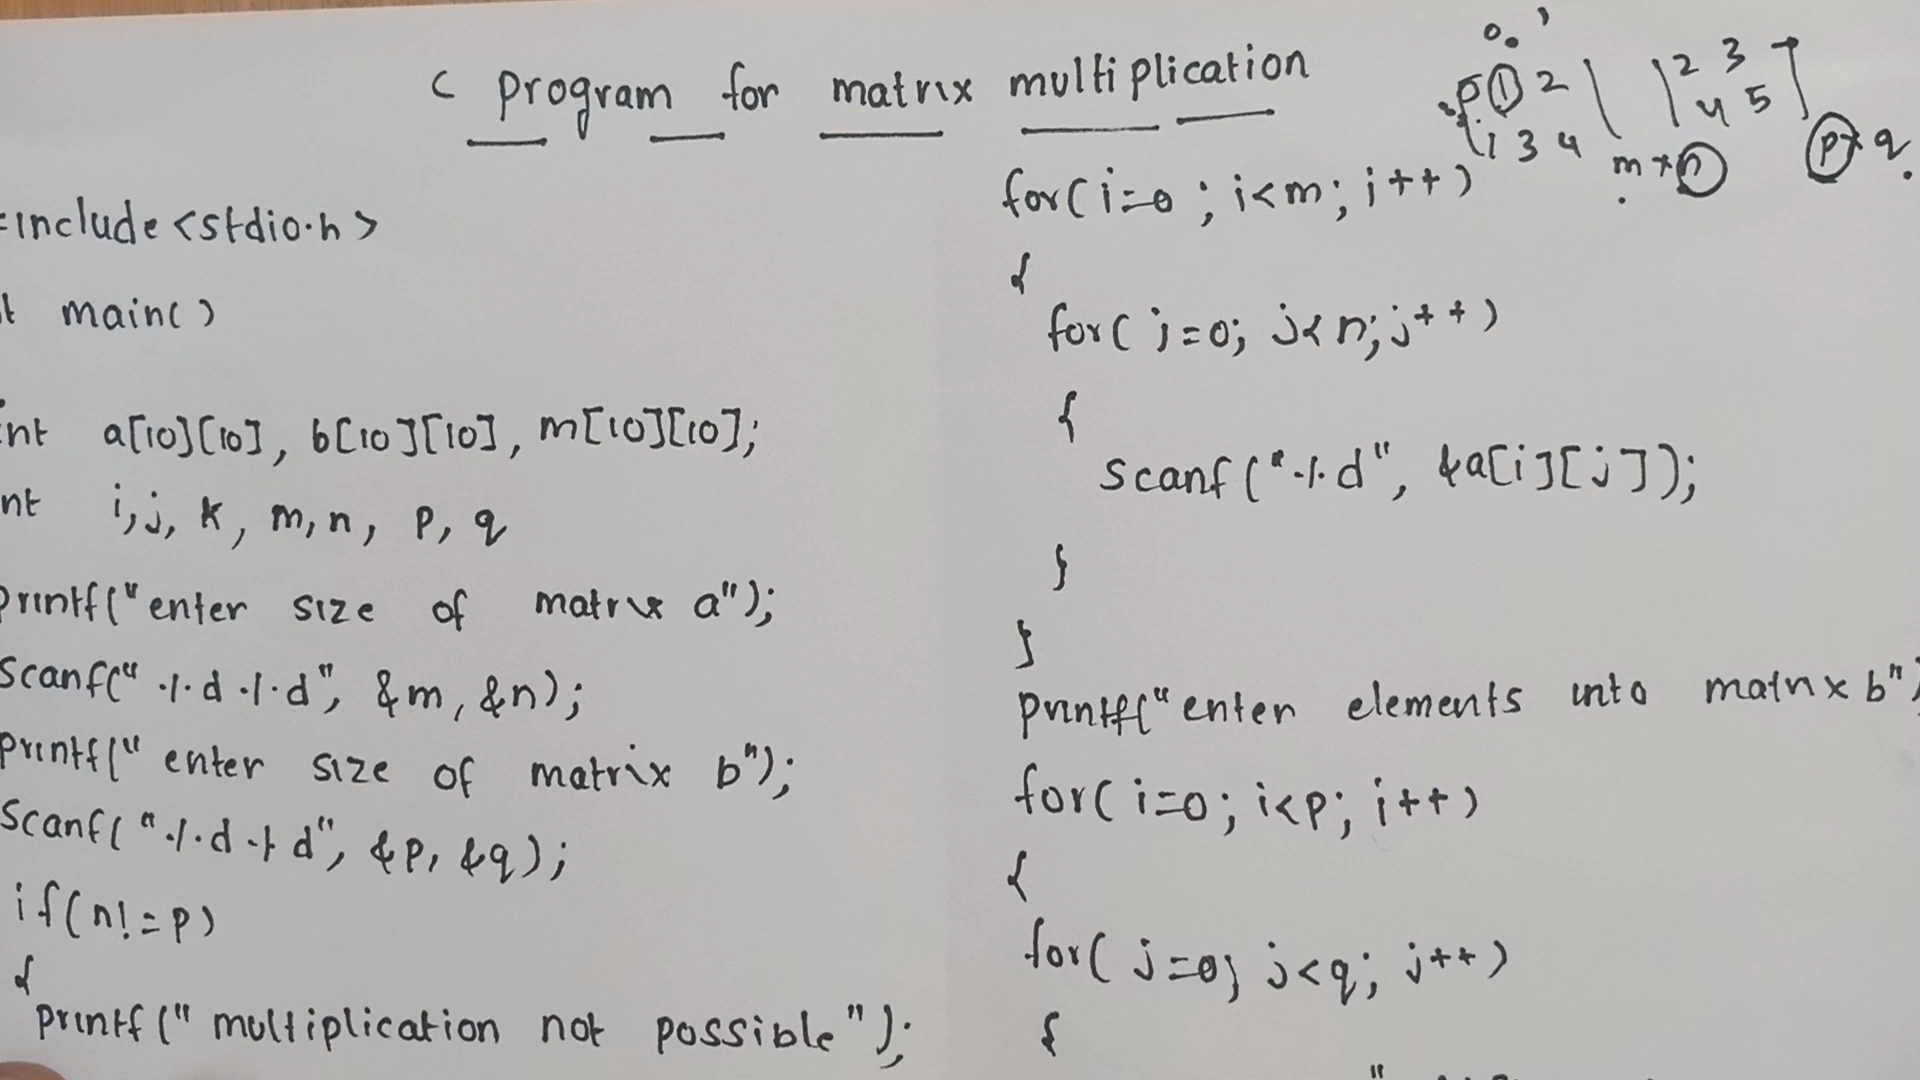 C program for matrix multiplication
include <stdio.h>
main()
int a[10][10], b[10][10], m[10][10];
int i, j, k, m, n, p, q
printf("enter size of matrix a");
scanf("%d%d", &m, &n);
printf("enter size of matrix b");
scanf("%d%d", &p, &q);
if(n!=p)
{
printf("multiplication not possible");
for(i=0; i<m; i++)
{
for(j=0; j<n; j++)
{
scanf("%d", &a[i][j]);
}
}
printf("enter elements into matrix b")
for(i=0; i<p; i++)
{
for(j=0; j<q; j++)
{
1 2
1 3 4
2 3
4 5
m × n
p × q